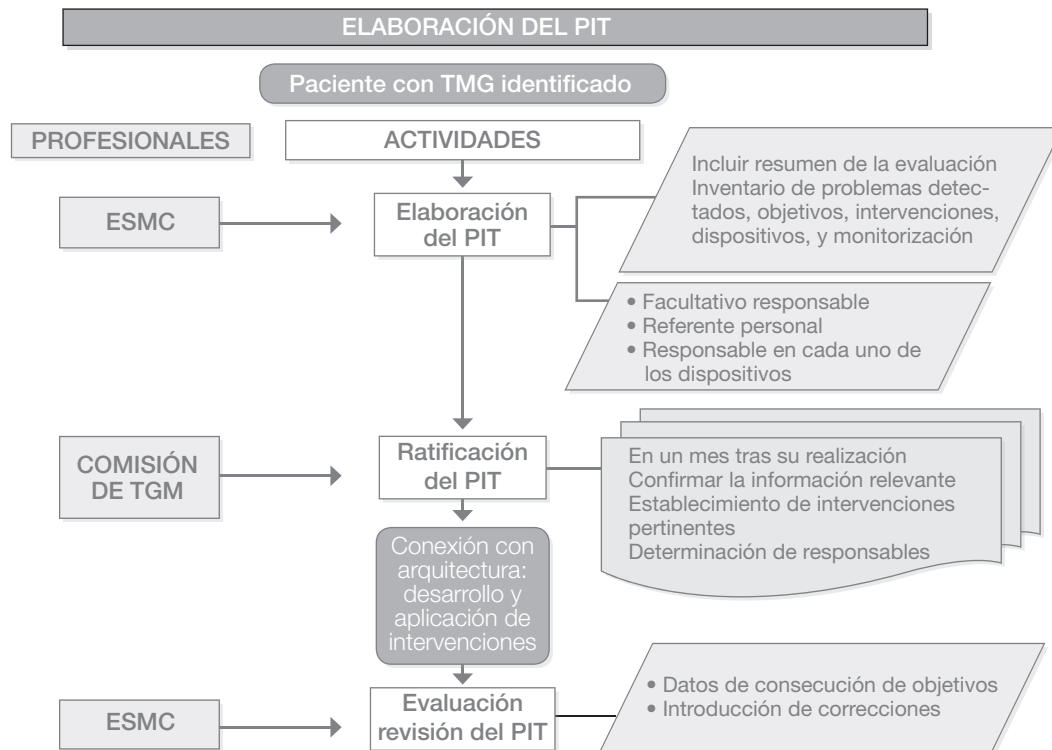 ELABORACIÓN DEL PIT
Paciente con TMG identificado
PROFESIONALES
ACTIVIDADES
ESMC
Elaboración
del PIT
Incluir resumen de la evaluación
Inventario de problemas detec-
tados, objetivos, intervenciones,
dispositivos, y monitorización
• Facultativo responsable
• Referente personal
• Responsable en cada uno de
los dispositivos
COMISIÓN
DE TGM
Ratificación
del PIT
En un mes tras su realización
Confirmar la información relevante
Establecimiento de intervenciones
pertinentes
Determinación de responsables
Conexión con
arquitectura:
desarrollo y
aplicación de
intervenciones
ESMC
Evaluación
revisión del PIT
• Datos de consecución de objetivos
• Introducción de correcciones